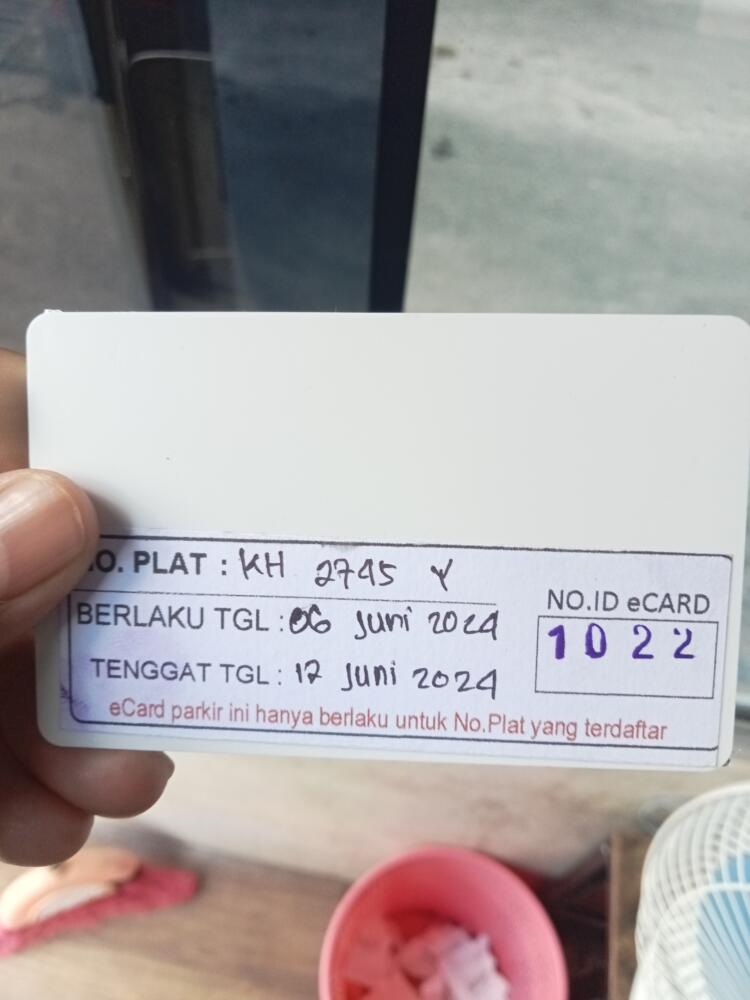 NO. PLAT : KH 2745 Y
BERLAKU TGL : 06 Juni 2024
TENGGAT TGL : 12 Juni 2024
NO.ID eCARD
1022
eCard parkir ini hanya berlaku untuk No.Plat yang terdaftar